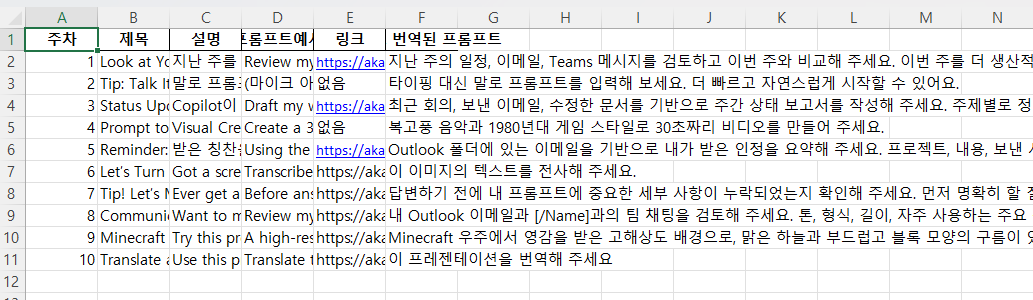 A B C D E F G H I J K L M N
1 주차 제목 설명 프롬프트예시 링크 번역된 프롬프트
2 1 Look at Yo 지난 주를 Review my https://aka 지난 주의 일정, 이메일, Teams 메시지를 검토하고 이번 주와 비교해 주세요. 이번 주를 더 생산적
3 2 Tip: Talk It 말로 프롬프 (마이크 아 없음 타이핑 대신 말로 프롬프트를 입력해 보세요. 더 빠르고 자연스럽게 시작할 수 있어요.
4 3 Status Upd Copilot이 Draft my w https://aka 최근 회의, 보낸 이메일, 수정한 문서를 기반으로 주간 상태 보고서를 작성해 주세요. 주제별로 정
5 4 Prompt to Visual Cre Create a 3 없음 복고풍 음악과 1980년대 게임 스타일로 30초짜리 비디오를 만들어 주세요.
6 5 Reminder: 받은 칭찬 Using the https://aka Outlook 폴더에 있는 이메일을 기반으로 내가 받은 인정을 요약해 주세요. 프로젝트, 내용, 보낸
7 6 Let's Turn Got a scre Transcribe https://aka 이 이미지의 텍스트를 전사해 주세요.
8 7 Tip! Let's M Ever get a Before ans https://aka 답변하기 전에 내 프롬프트에 중요한 세부 사항이 누락되었는지 확인해 주세요. 먼저 명확히 할
9 8 Communi Want to m Review my https://aka 내 Outlook 이메일과 [/Name]과의 팀 채팅을 검토해 주세요. 톤, 형식, 길이, 자주 사용하는 주요
10 9 Minecraft Try this pr A high-res https://aka Minecraft 우주에서 영감을 받은 고해상도 배경으로, 맑은 하늘과 부드럽고 블록 모양의 구름이
11 10 Translate a Use this p Translate t https://aka 이 프레젠테이션을 번역해 주세요
12